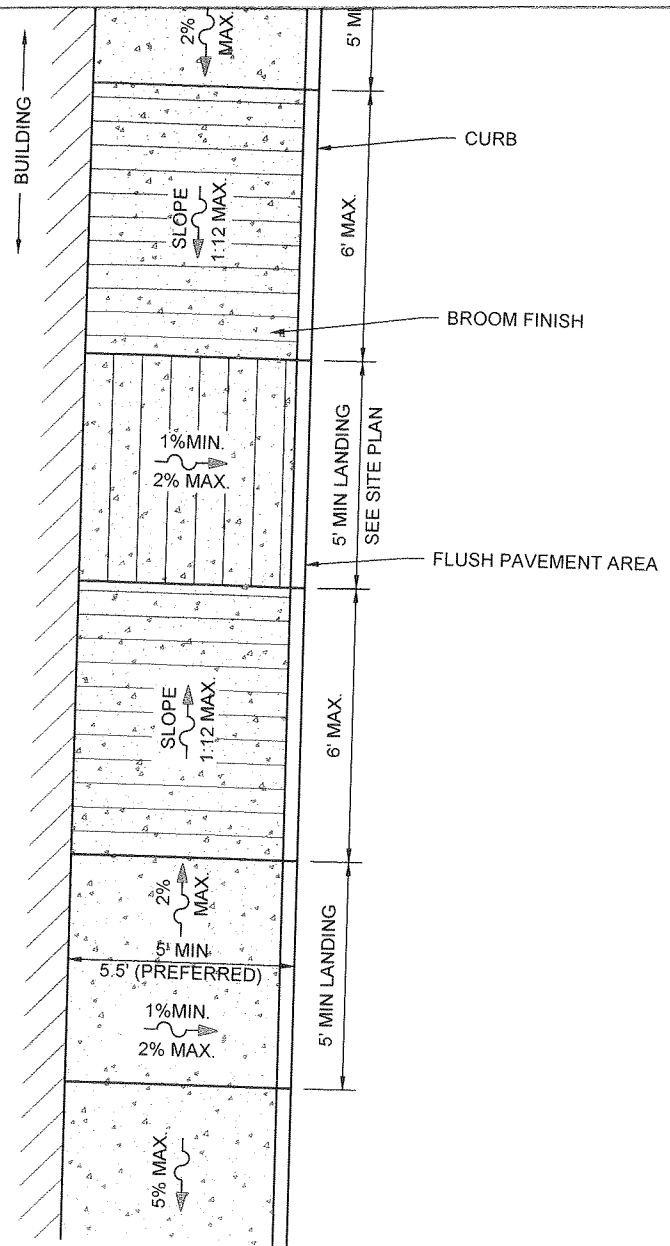 2%
MAX.
5' MI
BUILDING
CURB
SLOPE
1:12 MAX.
6' MAX.
BROOM FINISH
1%MIN.
2% MAX.
5' MIN LANDING
SEE SITE PLAN
FLUSH PAVEMENT AREA
SLOPE
1:12 MAX.
6' MAX.
2%
MAX.
5' MIN
5.5' (PREFERRED)
1%MIN.
2% MAX.
5' MIN LANDING
5% MAX.